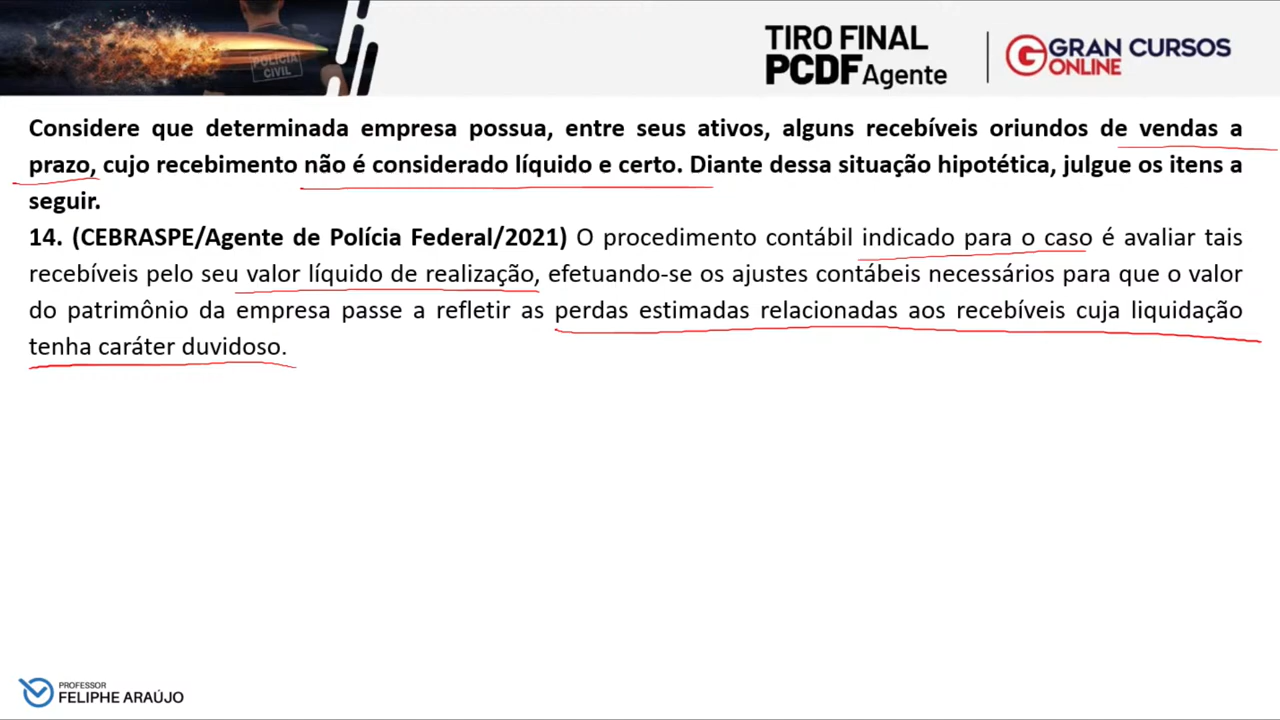 POLÍCIA
CIVIL
TIRO FINAL
PCDF Agente
GRAN CURSOS
ONLINE
Considere que determinada empresa possua, entre seus ativos, alguns recebíveis oriundos de vendas a
prazo, cujo recebimento não é considerado líquido e certo. Diante dessa situação hipotética, julgue os itens a
seguir.
14. (CEBRASPE/Agente de Polícia Federal/2021) O procedimento contábil indicado para o caso é avaliar tais
recebíveis pelo seu valor líquido de realização, efetuando-se os ajustes contábeis necessários para que o valor
do patrimônio da empresa passe a refletir as perdas estimadas relacionadas aos recebíveis cuja liquidação
tenha caráter duvidoso.
PROFESSOR
FELIPHE ARAÚJO